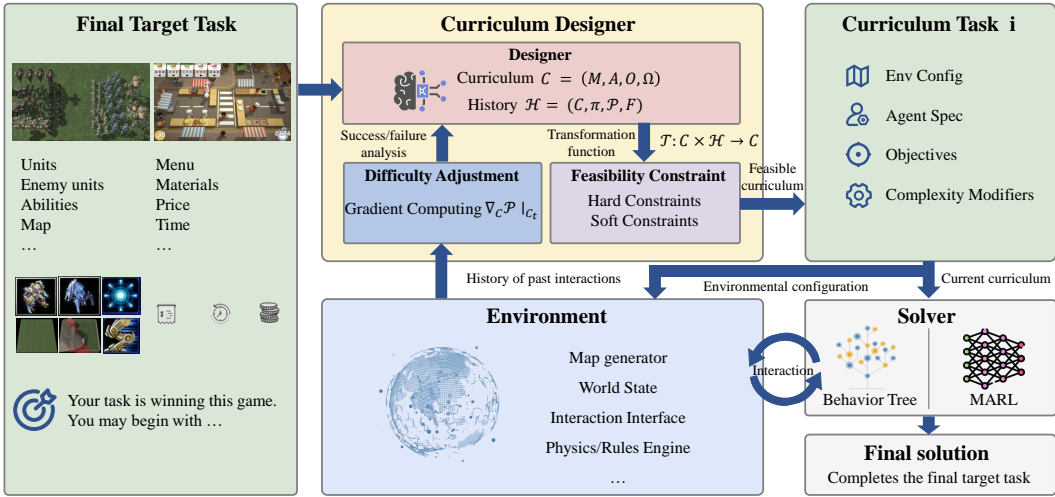 Final Target Task
Units
Enemy units
Abilities
Map
…
Menu
Materials
Price
Time
…
Your task is winning this game.
You may begin with …
Curriculum Designer
Designer
Curriculum C = (M, A, O, Ω)
History ℋ = (C, π, 𝒫, F)
Success/failure
analysis
Transformation
function
𝒯: C × ℋ → C
Difficulty Adjustment
Gradient Computing ∇_C 𝒫 |_{C_t}
Feasibility Constraint
Hard Constraints
Soft Constraints
Feasible
curriculum
Curriculum Task i
Env Config
Agent Spec
Objectives
Complexity Modifiers
History of past interactions
Environmental configuration
Current curriculum
Environment
Map generator
World State
Interaction Interface
Physics/Rules Engine
…
Interaction
Solver
Behavior Tree
MARL
Final solution
Completes the final target task